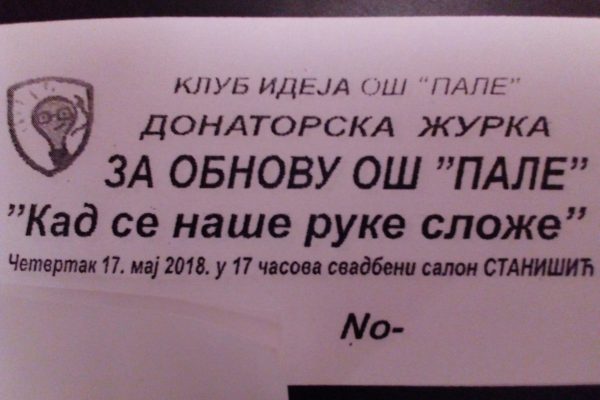 КЛУБ ИДЕЈА ОШ "ПАЛЕ"
ДОНАТОРСКА ЖУРКА
ЗА ОБНОВУ ОШ "ПАЛЕ"
"Кад се наше руке сложе"
Четвртак 17. мај 2018. у 17 часова свадбени салон СТАНИШИЋ
No-